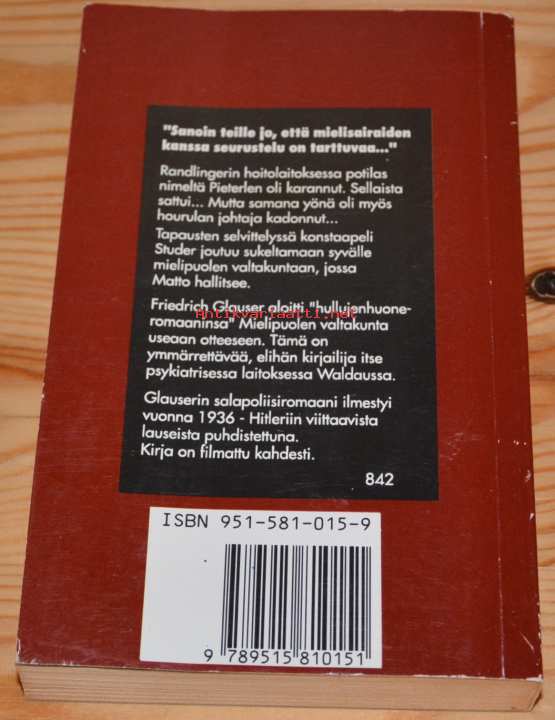 "Sanoin teille jo, että mielisairaiden
kanssa seurustelu on tarttuvaa..."
Randlingerin hoitolaitoksessa potilas
nimeltä Pieterlen oli karannut. Sellaista
sattui... Mutta samana yönä oli myös
hourulan johtaja kadonnut...
Tapausten selvittelyssä konstaapeli
Studer joutuu sukeltamaan syvälle
mielipuolen valtakuntaan, jossa
Matto hallitsee.
Friedrich Glauser aloitti "hullujenhuone-
Antikvariaatti.net
romaaninsa" Mielipuolen valtakunta
useaan otteeseen. Tämä on
ymmärrettävää, elihän kirjailija itse
psykiatrisessa laitoksessa Waldaussa.
Glauserin salapoliisiromaani ilmestyi
vuonna 1936 - Hitleriin viittaavista
lauseista puhdistettuna.
Kirja on filmattu kahdesti.
842
ISBN 951-581-015-9
9 789515 810151